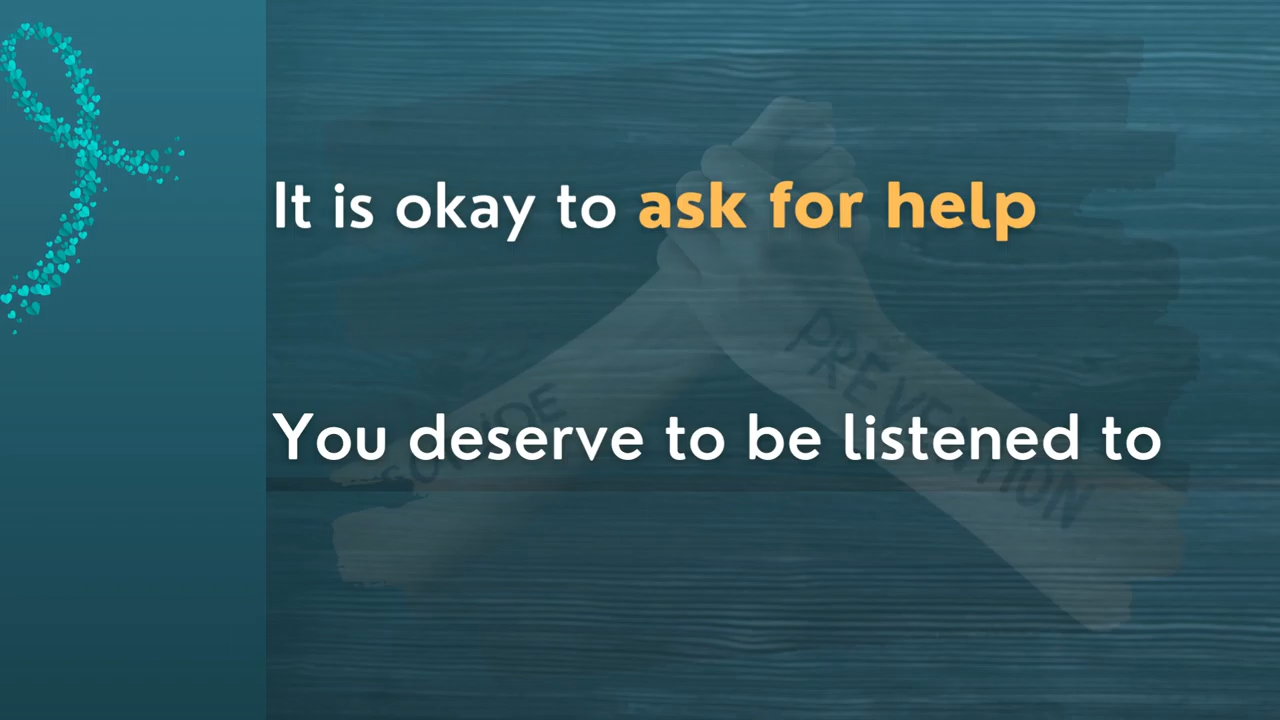 It is okay to ask for help
PREVENTION
You deserve to be listened to